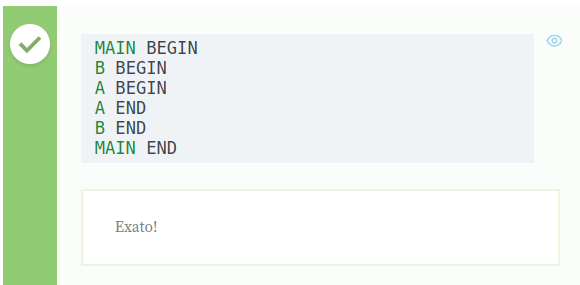 MAIN BEGIN
B BEGIN
A BEGIN
A END
B END
MAIN END
Exato!